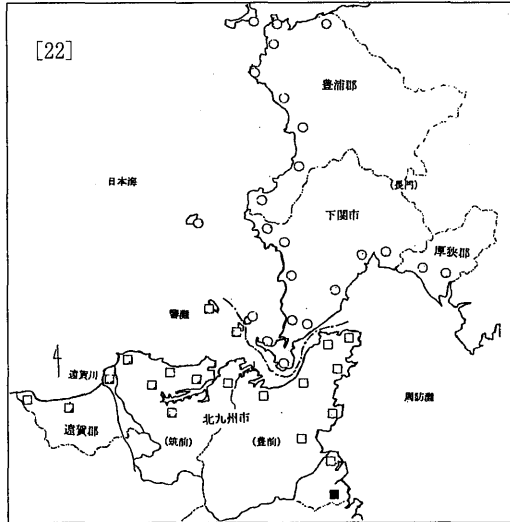 [22]
豊浦郡
日本海
(長門)
下関市
厚狭郡
響灘
遠賀川
周防灘
北九州市
遠賀郡
(筑前)
(豊前)